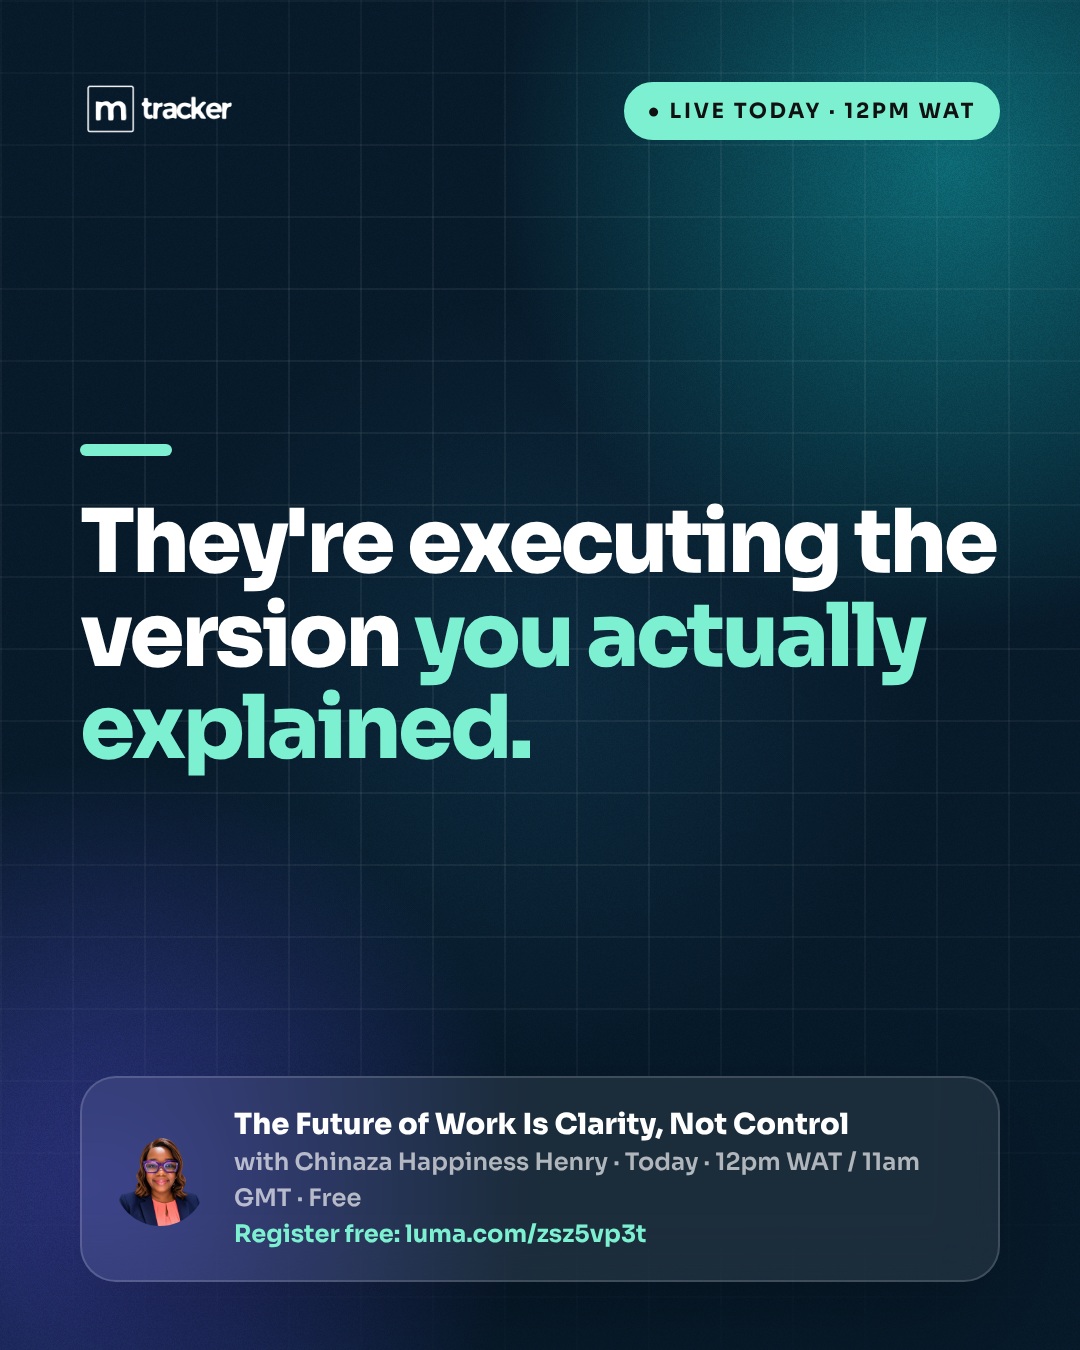 m tracker
• LIVE TODAY · 12PM WAT
They're executing the
version you actually
explained.
The Future of Work Is Clarity, Not Control
with Chinaza Happiness Henry · Today · 12pm WAT / 11am
GMT · Free
Register free: luma.com/zsz5vp3t